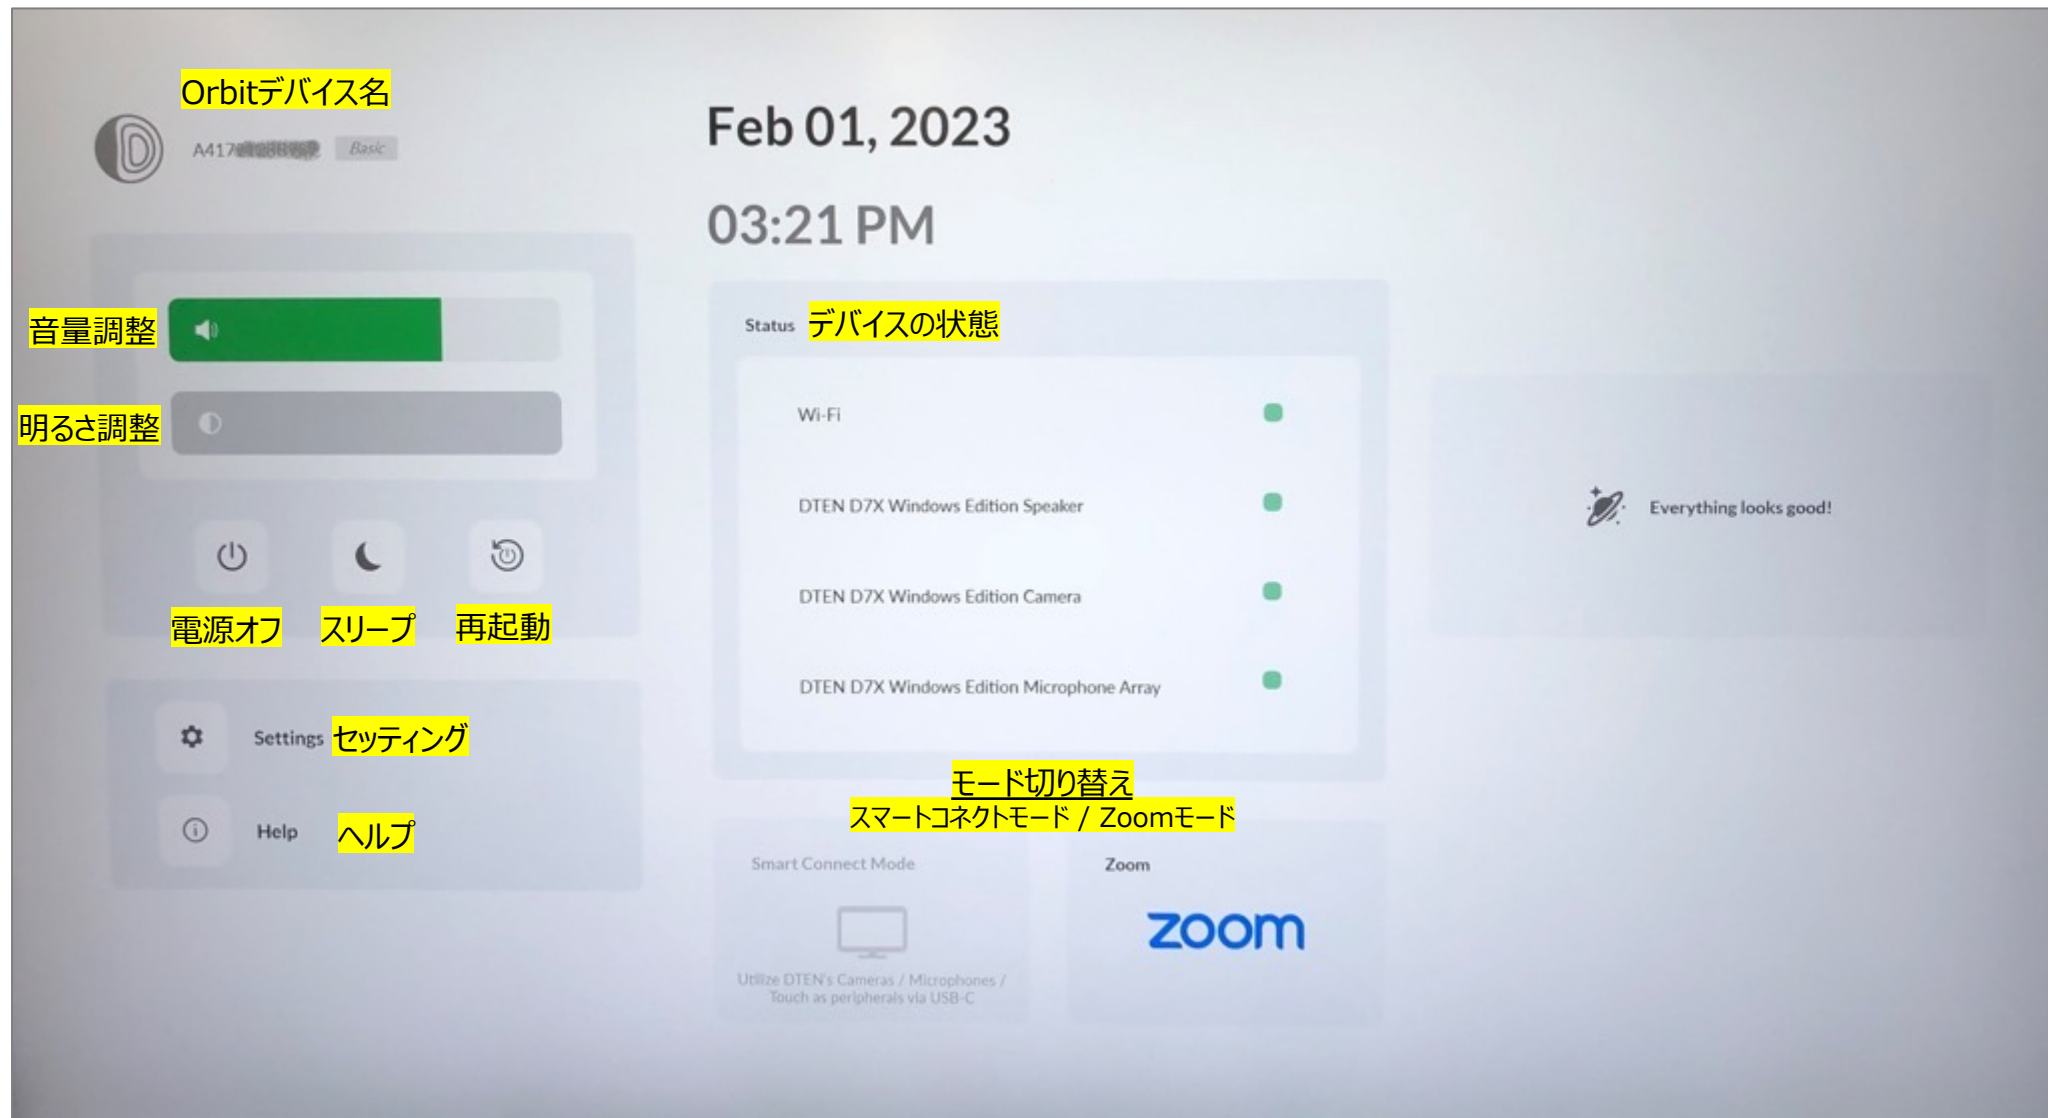 Orbitデバイス名
Basic
音量調整
明るさ調整
電源オフ
スリープ
再起動
Settings セッティング
Help ヘルプ
Feb 01, 2023
03:21 PM
Status デバイスの状態
Wi-Fi
DTEN D7X Windows Edition Speaker
DTEN D7X Windows Edition Camera
DTEN D7X Windows Edition Microphone Array
モード切り替え
スマートコネクトモード / Zoomモード
Smart Connect Mode
Utilize DTEN's Cameras / Microphones /
Touch as peripherals via USB-C
Zoom
zoom
Everything looks good!